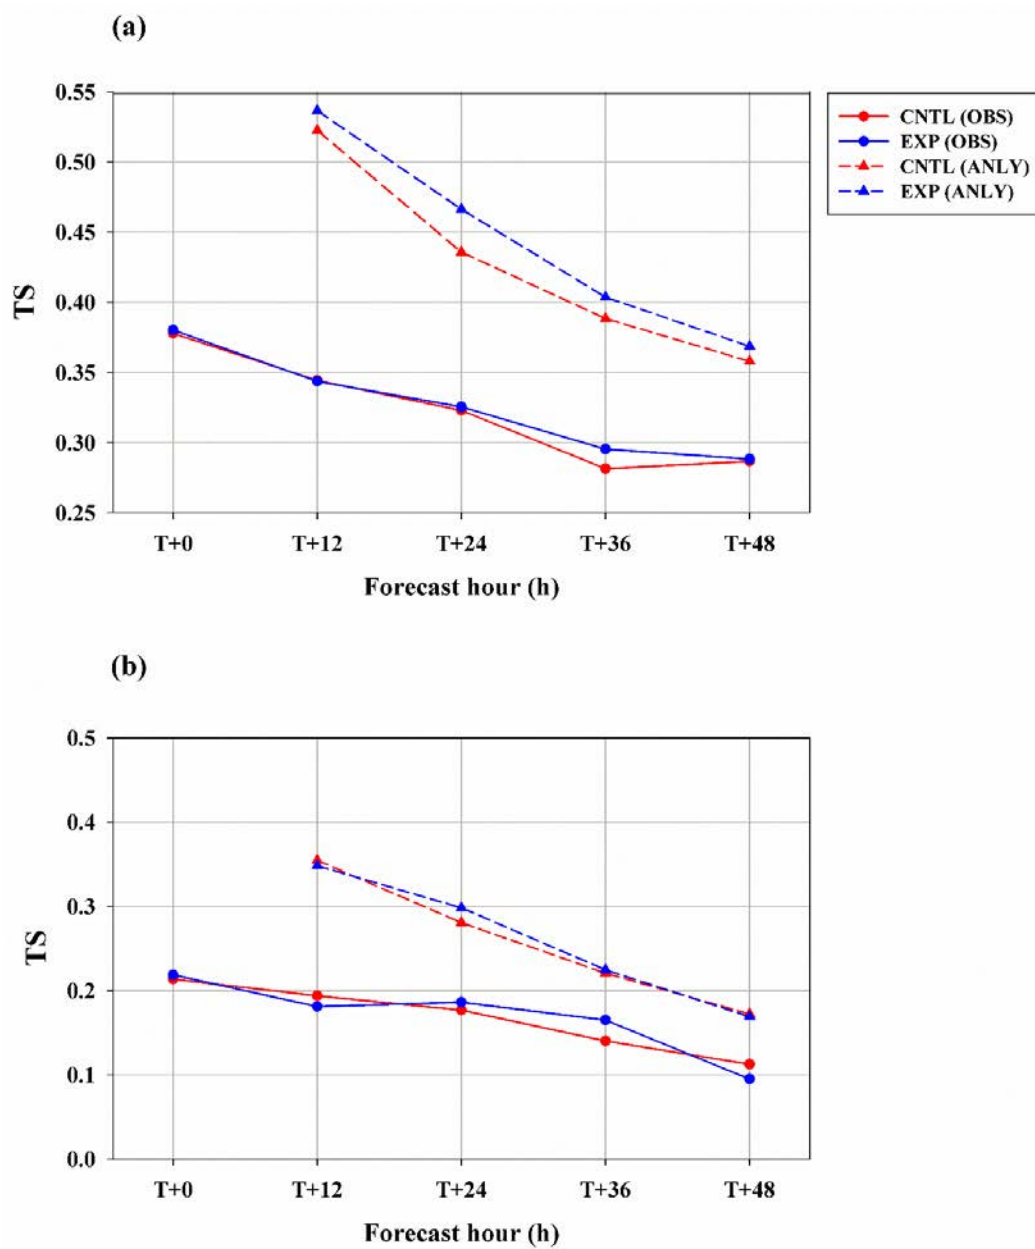 (a)
0.55
0.50
0.45
0.40
0.35
0.30
0.25
TS
T+0 T+12 T+24 T+36 T+48
Forecast hour (h)
CNTL (OBS)
EXP (OBS)
CNTL (ANLY)
EXP (ANLY)
(b)
0.5
0.4
0.3
0.2
0.1
0.0
TS
T+0 T+12 T+24 T+36 T+48
Forecast hour (h)